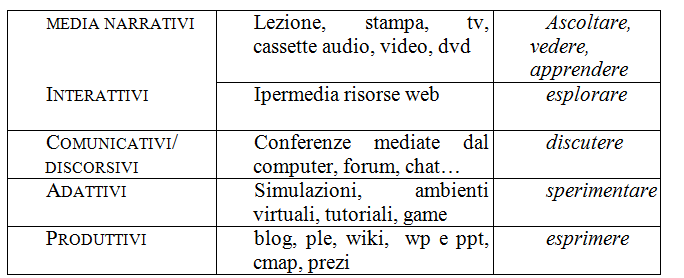 MEDIA NARRATIVI
Lezione, stampa, tv,
cassette audio, video, dvd
Ascoltare,
vedere,
apprendere
INTERATTIVI
Ipermedia risorse web
esplorare
COMUNICATIVI/
DISCORSIVI
Conferenze mediate dal
computer, forum, chat…
discutere
ADATTIVI
Simulazioni, ambienti
virtuali, tutoriali, game
sperimentare
PRODUTTIVI
blog, ple, wiki, wp e ppt,
cmap, prezi
esprimere